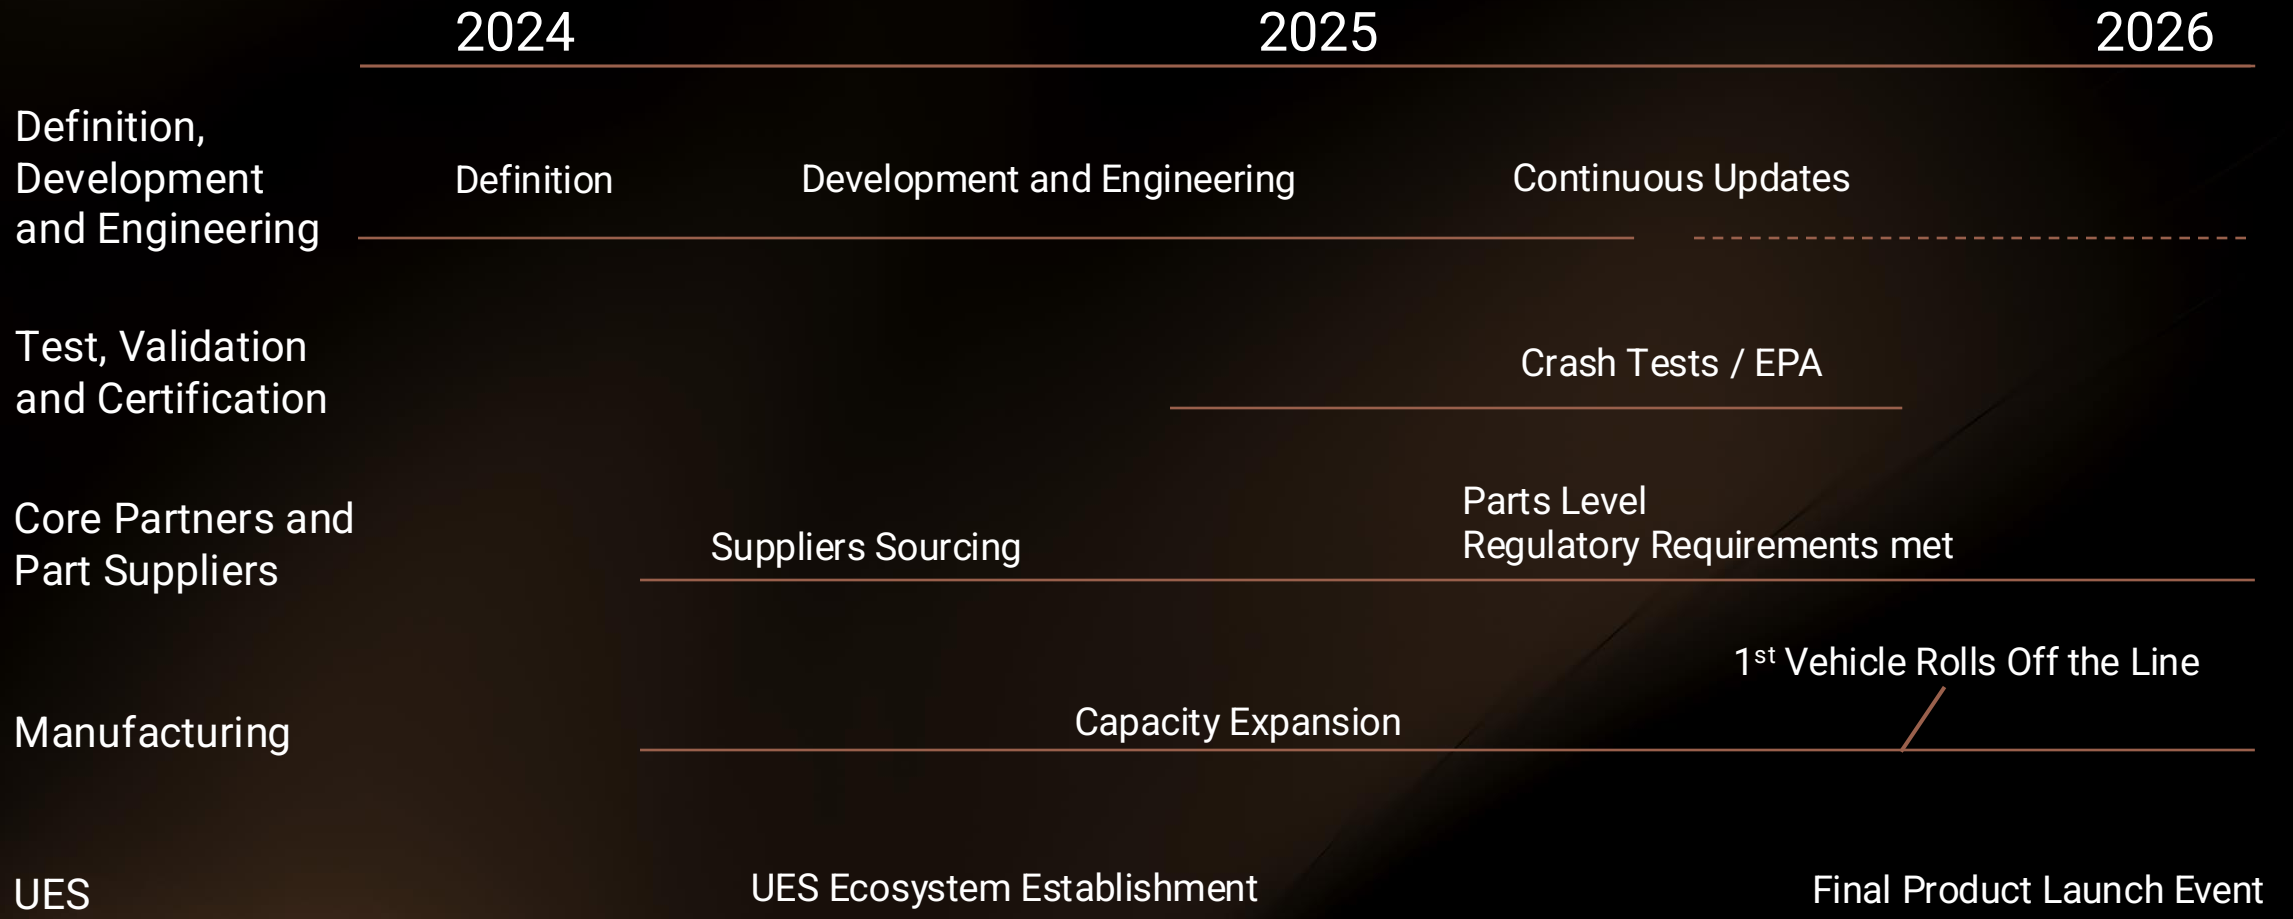 2024 2025 2026
Definition,
Development
and Engineering
Definition Development and Engineering Continuous Updates
Test, Validation
and Certification
Crash Tests / EPA
Core Partners and
Part Suppliers
Suppliers Sourcing
Parts Level
Regulatory Requirements met
1st Vehicle Rolls Off the Line
Manufacturing
Capacity Expansion
UES
UES Ecosystem Establishment
Final Product Launch Event